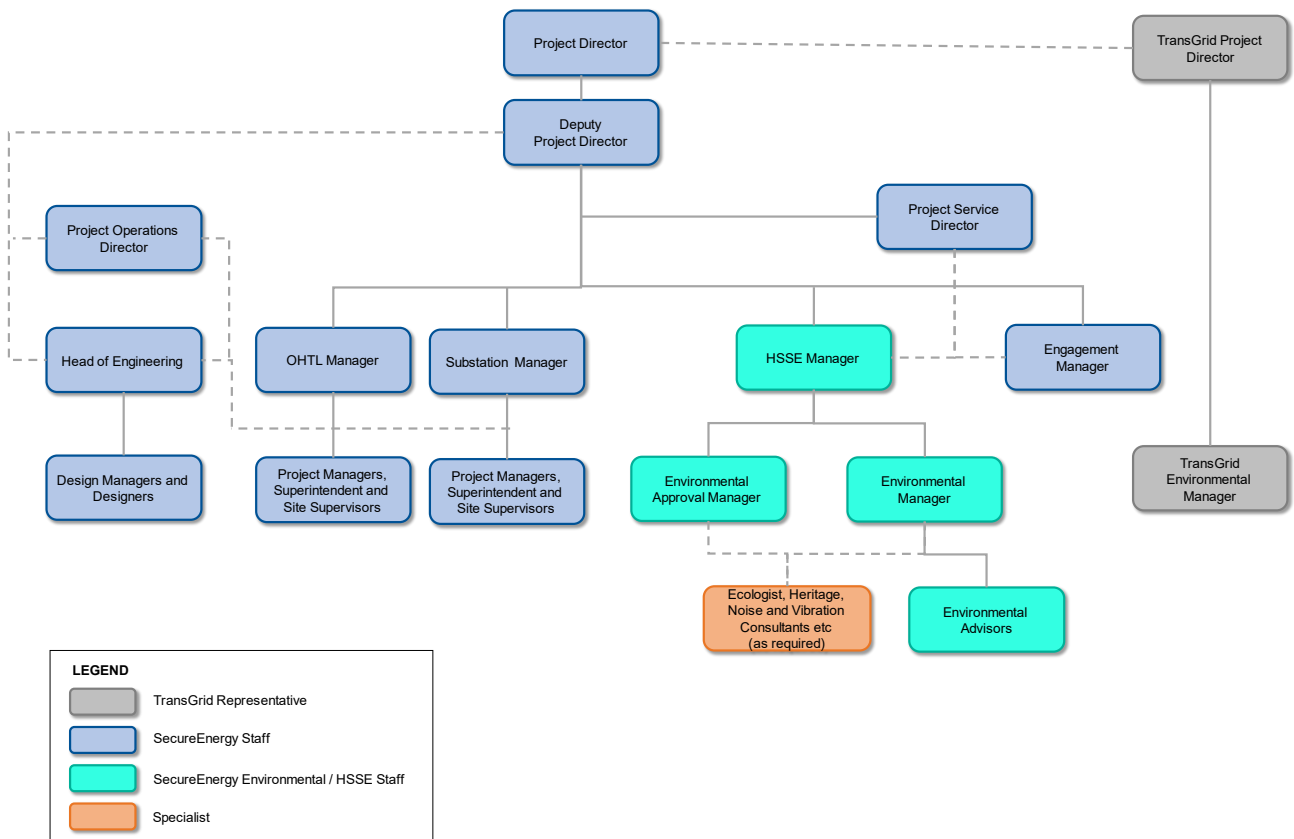 Project Director
TransGrid Project
Director
Deputy
Project Director
Project Operations
Director
Project Service
Director
Head of Engineering
OHTL Manager
Substation Manager
HSSE Manager
Engagement
Manager
Design Managers and
Designers
Project Managers,
Superintendent and
Site Supervisors
Project Managers,
Superintendent and
Site Supervisors
Environmental
Approval Manager
Environmental
Manager
TransGrid
Environmental
Manager
Ecologist, Heritage,
Noise and Vibration
Consultants etc
(as required)
Environmental
Advisors
LEGEND
TransGrid Representative
SecureEnergy Staff
SecureEnergy Environmental / HSSE Staff
Specialist